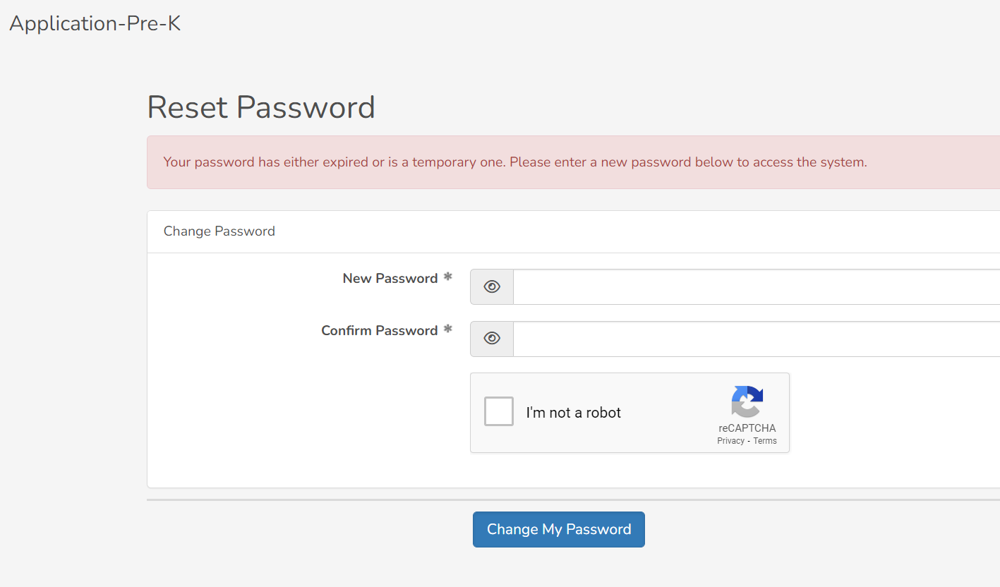 Application-Pre-K
Reset Password
Your password has either expired or is a temporary one. Please enter a new password below to access the system.
Change Password
New Password *
Confirm Password *
I'm not a robot
reCAPTCHA
Privacy - Terms
Change My Password